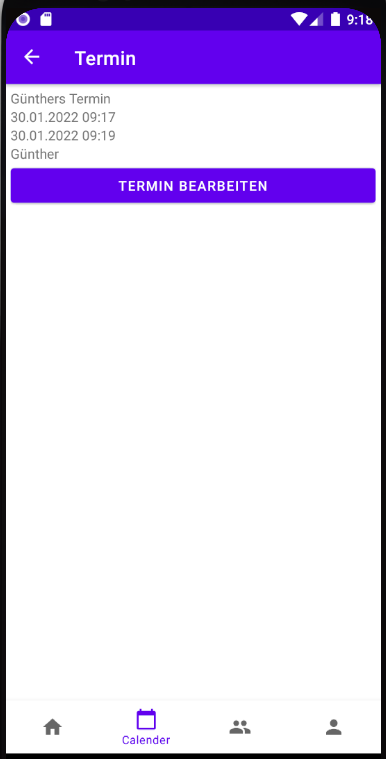 9:18
Termin
Günthers Termin
30.01.2022 09:17
30.01.2022 09:19
Günther
TERMIN BEARBEITEN
Calender